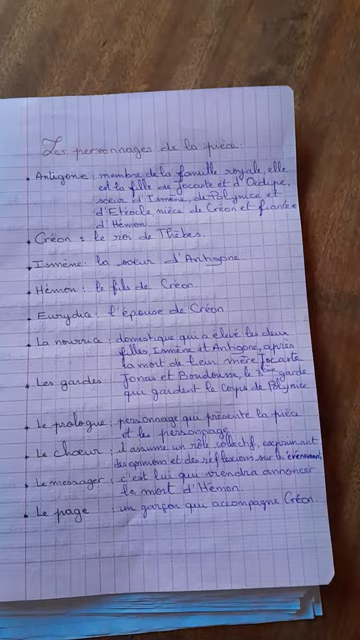 Les personnages de la pièce :
• Antigone : membre de la famille royale, elle
est la fille de Jocaste et d'Oedipe,
sœur d'Ismène, de Polynice et
d'Etéocle nièce de Créon et fiancée
d'Hémon.
• Créon : le roi de Thèbes.
• Ismène : la sœur d'Antigone
• Hémon : le fils de Créon
• Eurydice : l'épouse de Créon
• La nourrice : domestique qui a élevé les deux
filles, Ismène et Antigone, après
la mort de leur mère Jocaste
• Les gardes : Jonas et Boudousse, le garde
qui gardent le corps de Polynice
• Le prologue : personnage qui présente la pièce
et les personnages
• Le chœur : il assume un rôle collectif, exprimant
des opinions et des réflexions sur les événements
• Le messager : c'est lui qui viendra annoncer
la mort d'Hémon
• Le page : un garçon qui accompagne Créon